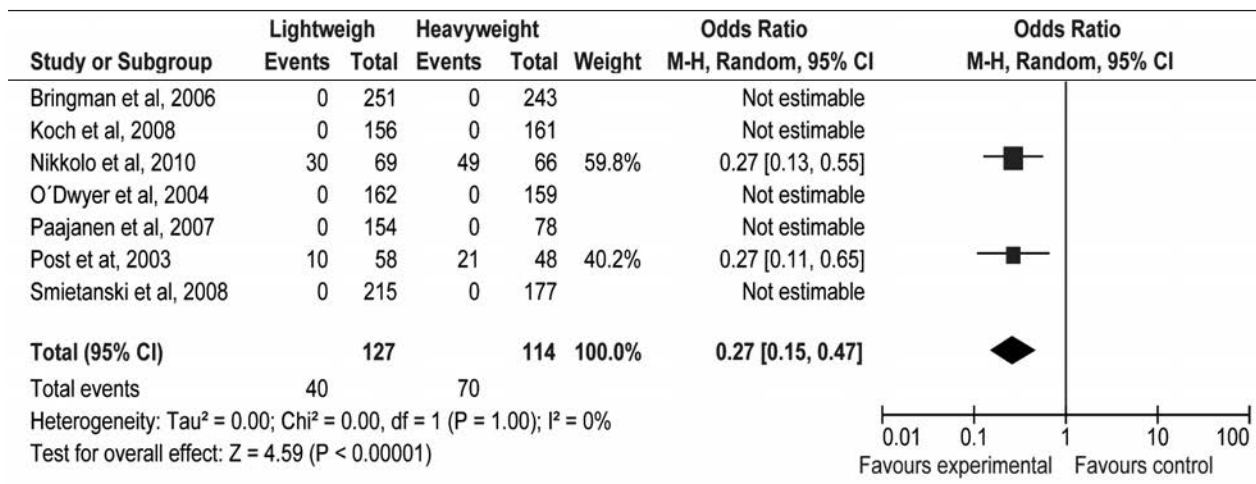 Lightweigh Heavyweight Odds Ratio Odds Ratio
Study or Subgroup Events Total Events Total Weight M-H, Random, 95% CI M-H, Random, 95% CI
Bringman et al, 2006 0 251 0 243 Not estimable
Koch et al, 2008 0 156 0 161 Not estimable
Nikkolo et al, 2010 30 69 49 66 59.8% 0.27 [0.13, 0.55]
O´Dwyer et al, 2004 0 162 0 159 Not estimable
Paajanen et al, 2007 0 154 0 78 Not estimable
Post et at, 2003 10 58 21 48 40.2% 0.27 [0.11, 0.65]
Smietanski et al, 2008 0 215 0 177 Not estimable
Total (95% CI) 127 114 100.0% 0.27 [0.15, 0.47]
Total events 40 70
Heterogeneity: Tau² = 0.00; Chi² = 0.00, df = 1 (P = 1.00); I² = 0%
Test for overall effect: Z = 4.59 (P < 0.00001)
0.01 0.1 1 10 100
Favours experimental Favours control